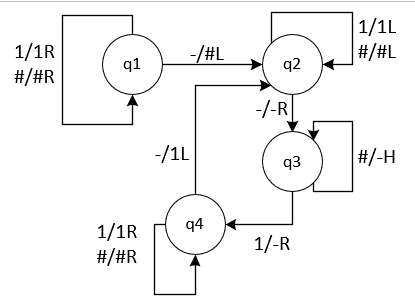 1/1R
#/#R
q1
-/#L
q2
1/1L
#/#L
-/-R
q3
#/-H
-/1L
q4
1/-R
1/1R
#/#R